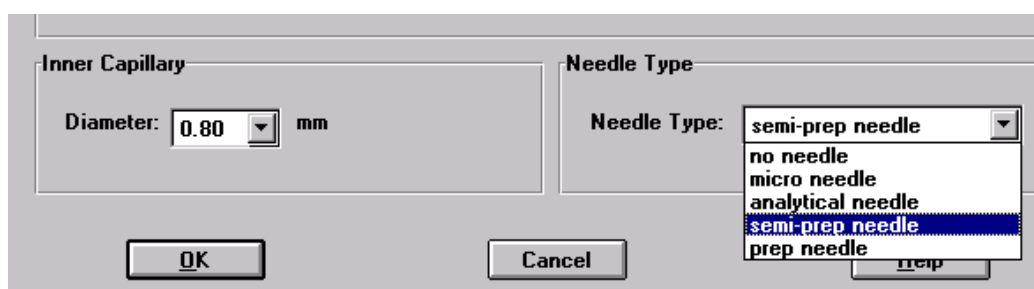 Inner Capillary
Diameter: 0.80 mm
Needle Type
Needle Type: semi-prep needle
no needle
micro needle
analytical needle
semi-prep needle
prep needle
OK
Cancel
Help